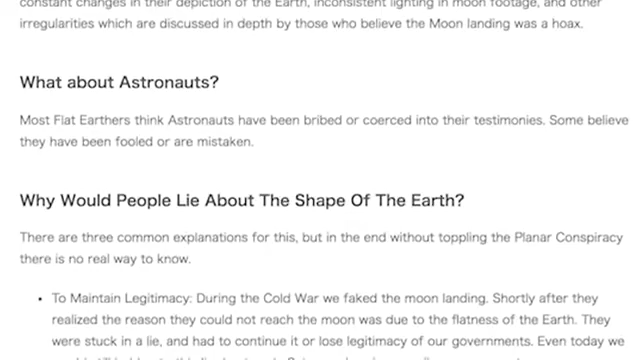 constant changes in their depiction of the Earth, inconsistent lighting in moon footage, and other
irregularities which are discussed in depth by those who believe the Moon landing was a hoax.
What about Astronauts?
Most Flat Earthers think Astronauts have been bribed or coerced into their testimonies. Some believe
they have been fooled or are mistaken.
Why Would People Lie About The Shape Of The Earth?
There are three common explanations for this, but in the end without toppling the Planar Conspiracy
there is no real way to know.
• To Maintain Legitimacy: During the Cold War we faked the moon landing. Shortly after they
realized the reason they could not reach the moon was due to the flatness of the Earth. They
were stuck in a lie, and had to continue it or lose legitimacy of our governments. Even today we